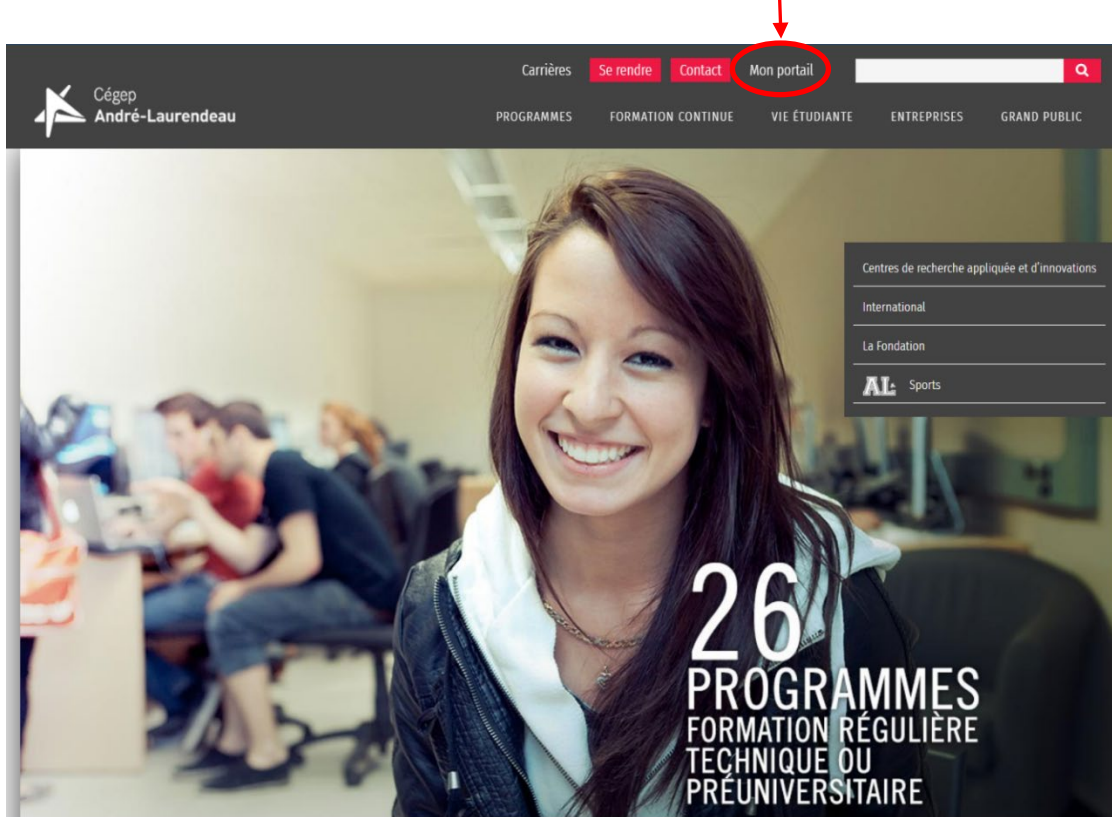 Carrières Se rendre Contact Mon portail
Cégep
André-Laurendeau
PROGRAMMES FORMATION CONTINUE VIE ÉTUDIANTE ENTREPRISES GRAND PUBLIC
Centres de recherche appliquée et d'innovations
International
La Fondation
AL Sports
26
PROGRAMMES
FORMATION RÉGULIÈRE
TECHNIQUE OU
PRÉUNIVERSITAIRE